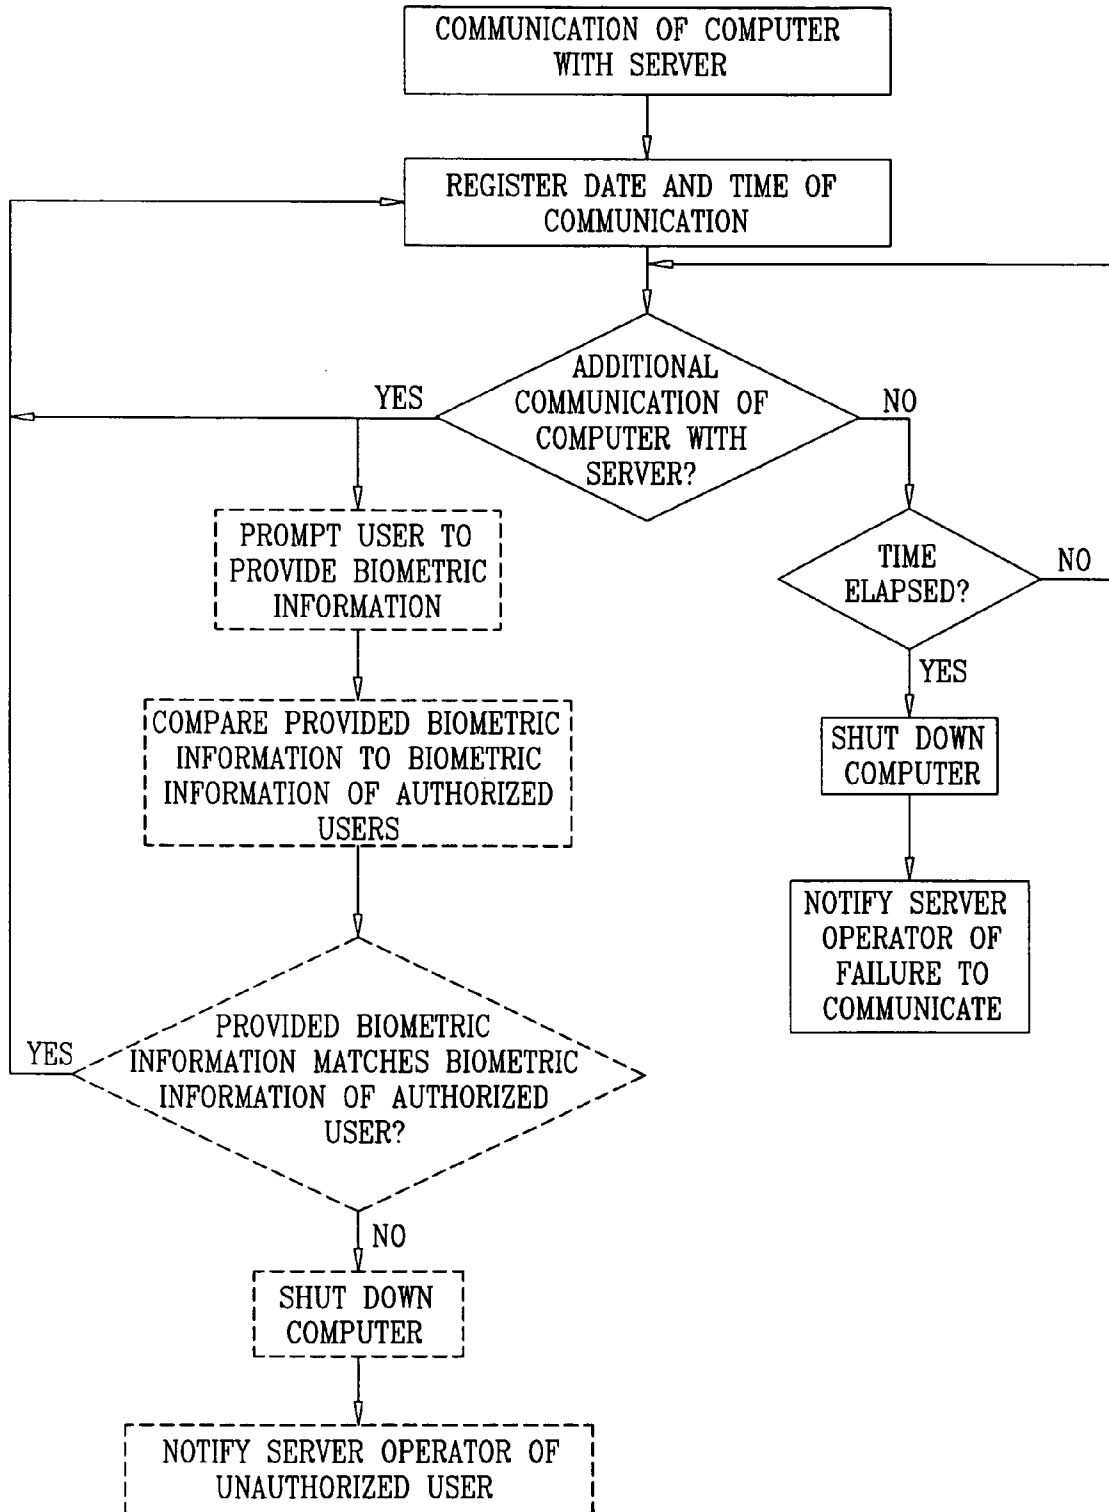 COMMUNICATION OF COMPUTER
WITH SERVER
REGISTER DATE AND TIME OF
COMMUNICATION
ADDITIONAL
COMMUNICATION OF
COMPUTER WITH
SERVER?
YES
NO
PROMPT USER TO
PROVIDE BIOMETRIC
INFORMATION
TIME
ELAPSED?
NO
YES
COMPARE PROVIDED BIOMETRIC
INFORMATION TO BIOMETRIC
INFORMATION OF AUTHORIZED
USERS
SHUT DOWN
COMPUTER
NOTIFY SERVER
OPERATOR OF
FAILURE TO
COMMUNICATE
PROVIDED BIOMETRIC
INFORMATION MATCHES BIOMETRIC
INFORMATION OF AUTHORIZED
USER?
YES
NO
SHUT DOWN
COMPUTER
NOTIFY SERVER OPERATOR OF
UNAUTHORIZED USER